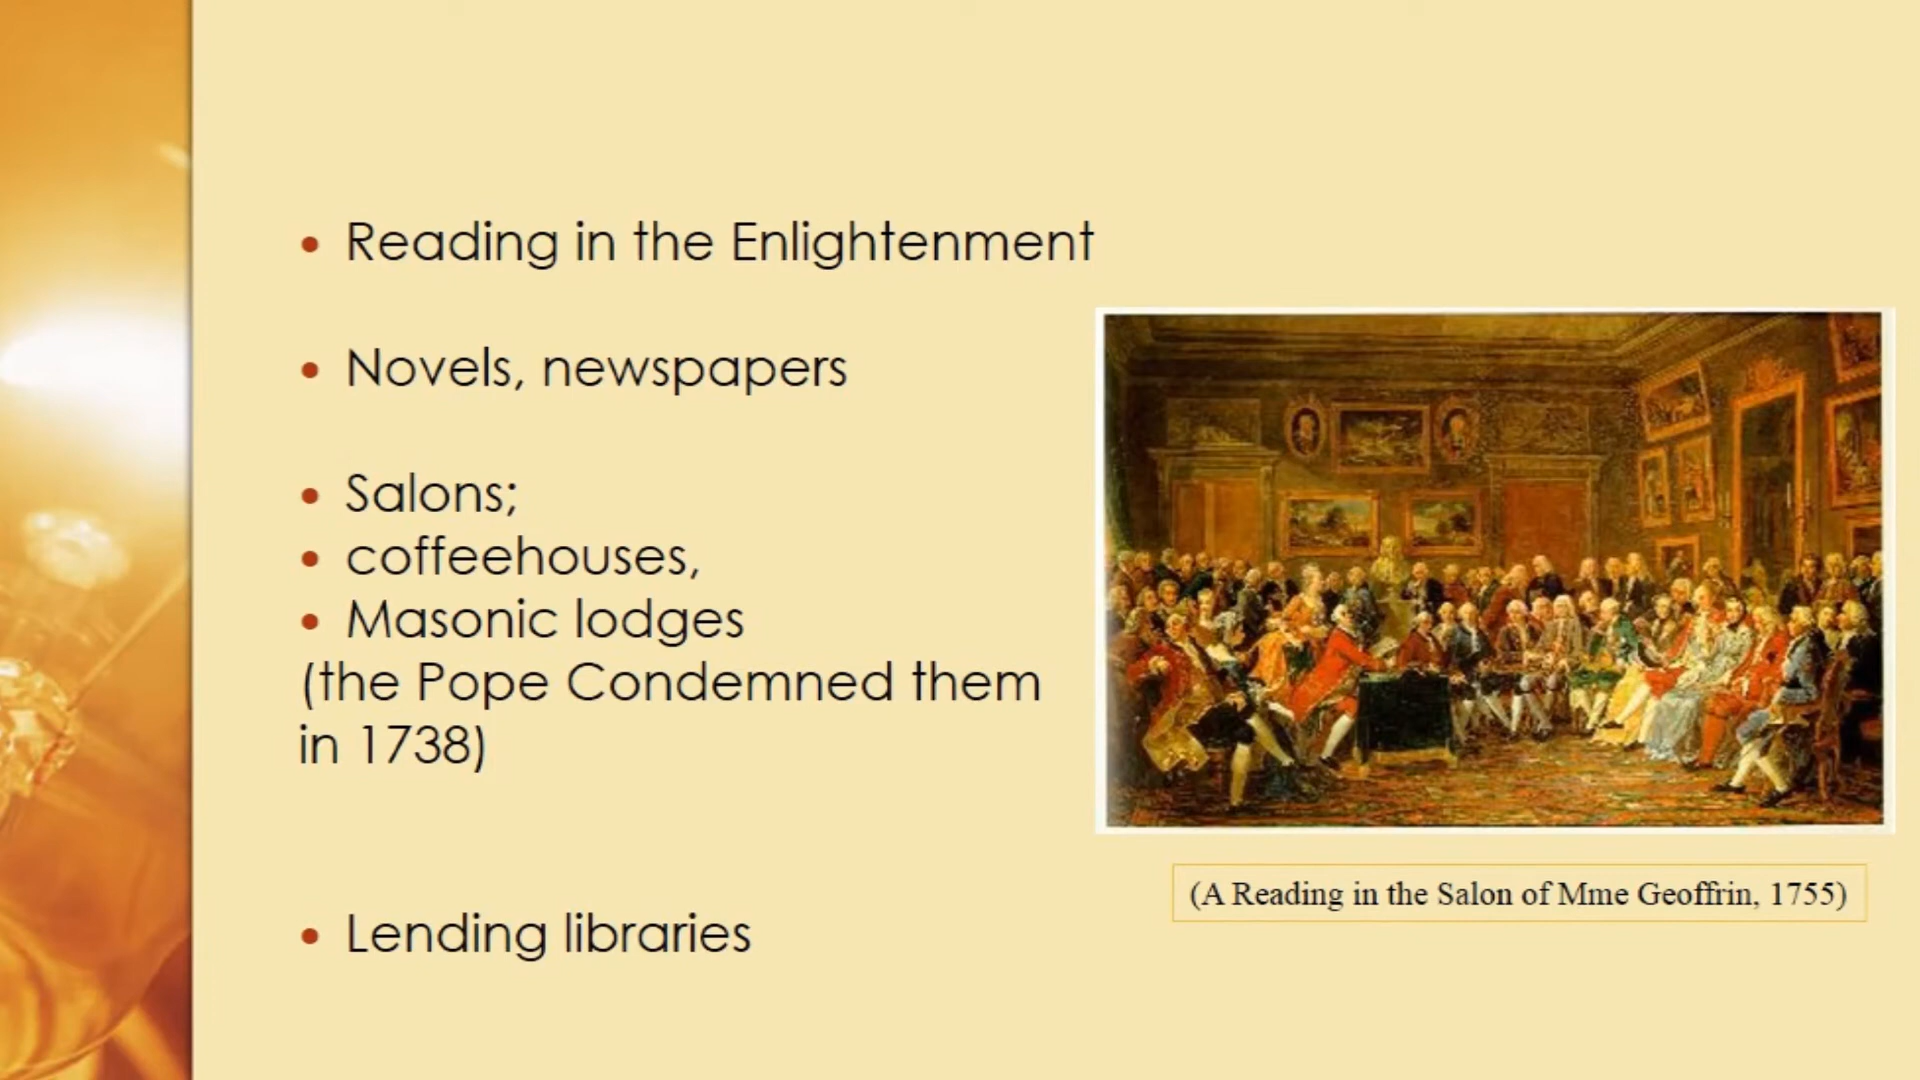 • Reading in the Enlightenment
• Novels, newspapers
• Salons;
• coffeehouses,
• Masonic lodges
(the Pope Condemned them
in 1738)
• Lending libraries
(A Reading in the Salon of Mme Geoffrin, 1755)